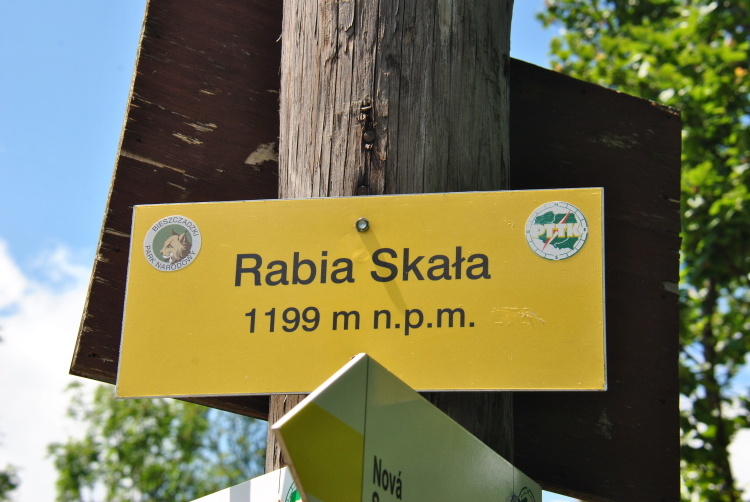 BIESZCZADZKI
PARK NARODOWY
PTTK
Rabia Skała
1199 m n.p.m.
Nová